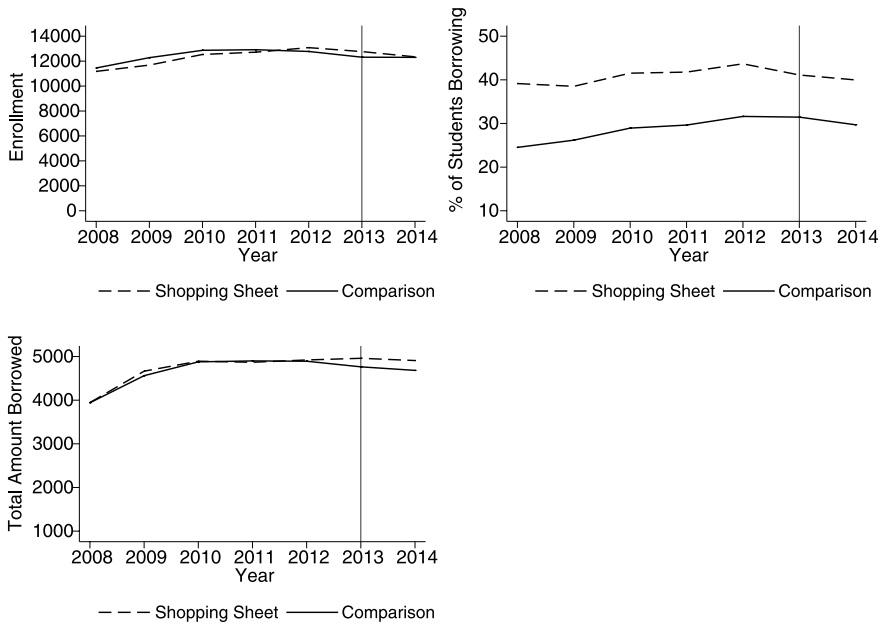 Enrollment
14000
12000
10000
8000
6000
4000
2000
0
2008 2009 2010 2011 2012 2013 2014
Year
Shopping Sheet Comparison
% of Students Borrowing
50
40
30
20
10
2008 2009 2010 2011 2012 2013 2014
Year
Shopping Sheet Comparison
Total Amount Borrowed
5000
4000
3000
2000
1000
2008 2009 2010 2011 2012 2013 2014
Year
Shopping Sheet Comparison